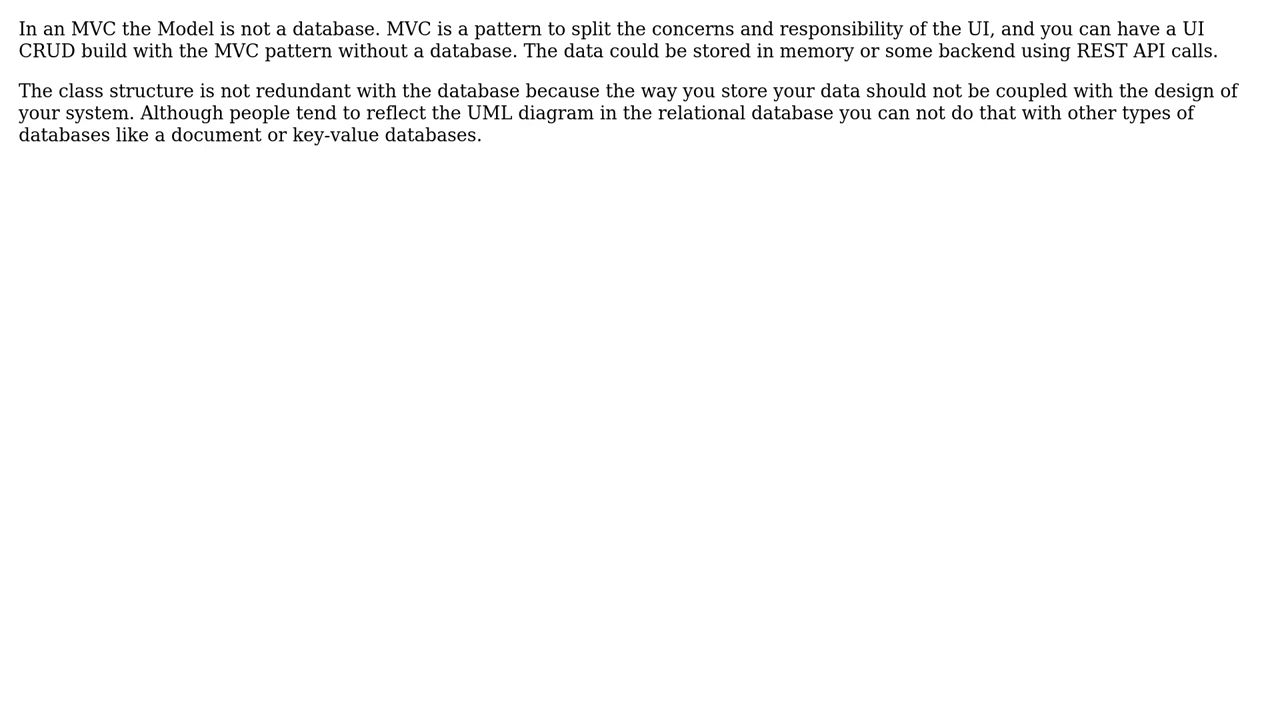 In an MVC the Model is not a database. MVC is a pattern to split the concerns and responsibility of the UI, and you can have a UI
CRUD build with the MVC pattern without a database. The data could be stored in memory or some backend using REST API calls.
The class structure is not redundant with the database because the way you store your data should not be coupled with the design of
your system. Although people tend to reflect the UML diagram in the relational database you can not do that with other types of
databases like a document or key-value databases.